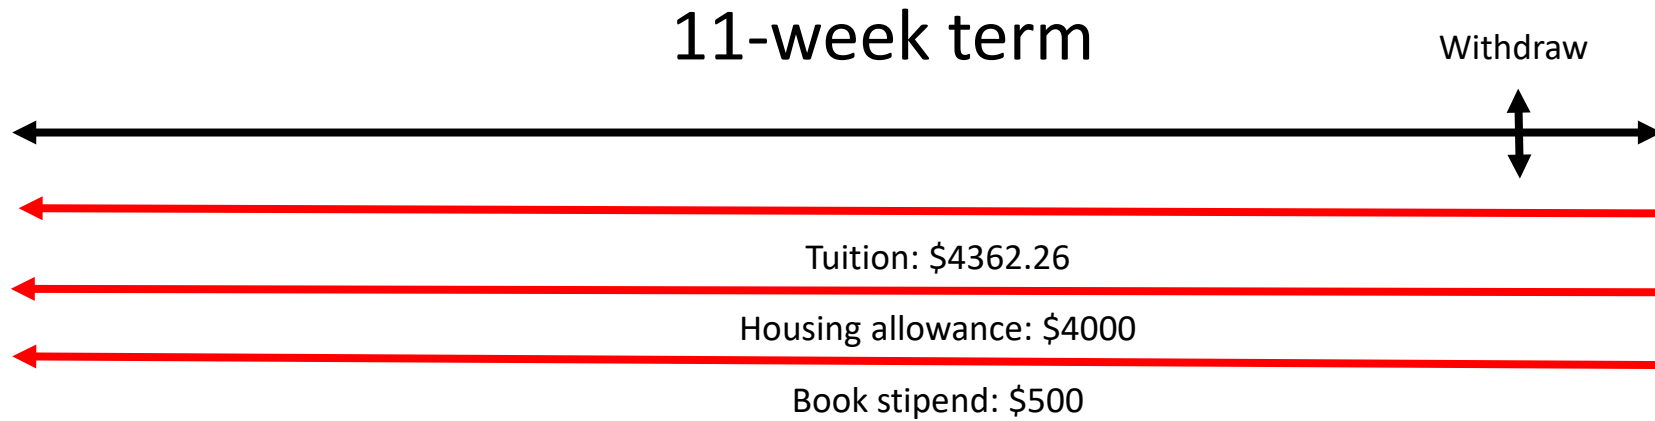 11-week term
Withdraw
Tuition: $4362.26
Housing allowance: $4000
Book stipend: $500